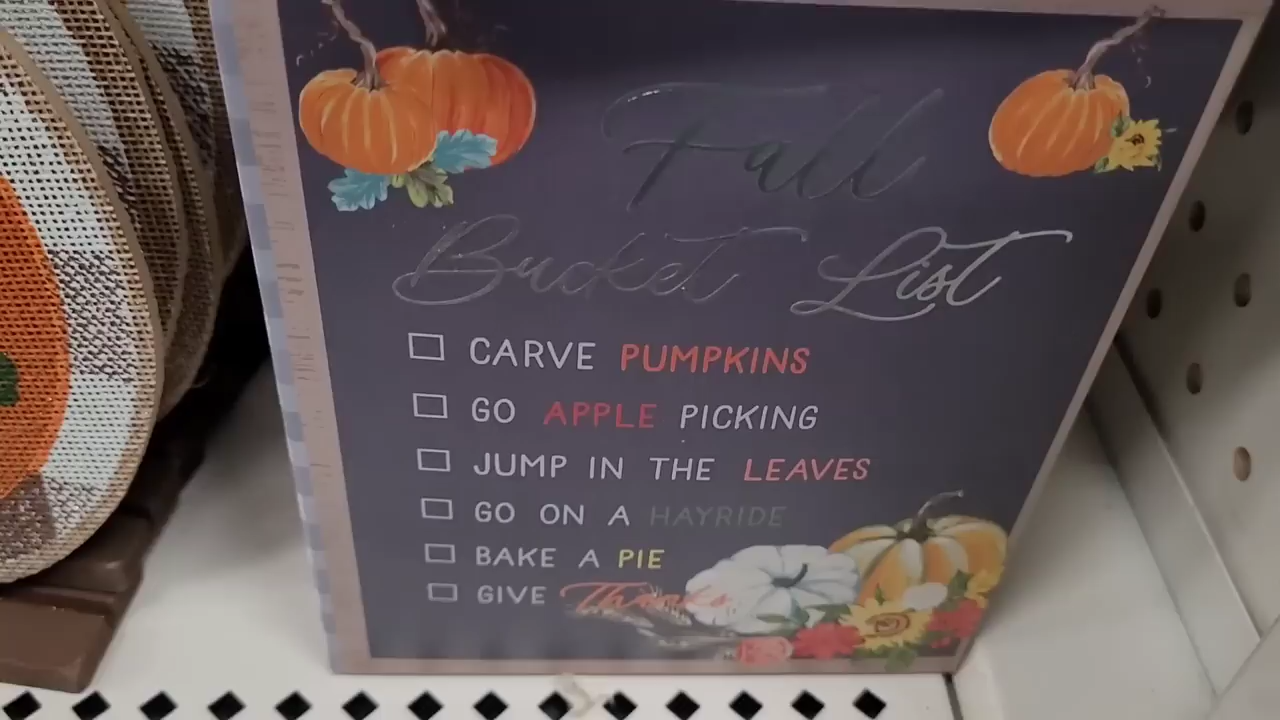 Fall
Bucket List
CARVE PUMPKINS
GO APPLE PICKING
JUMP IN THE LEAVES
GO ON A HAYRIDE
BAKE A PIE
GIVE Thanks